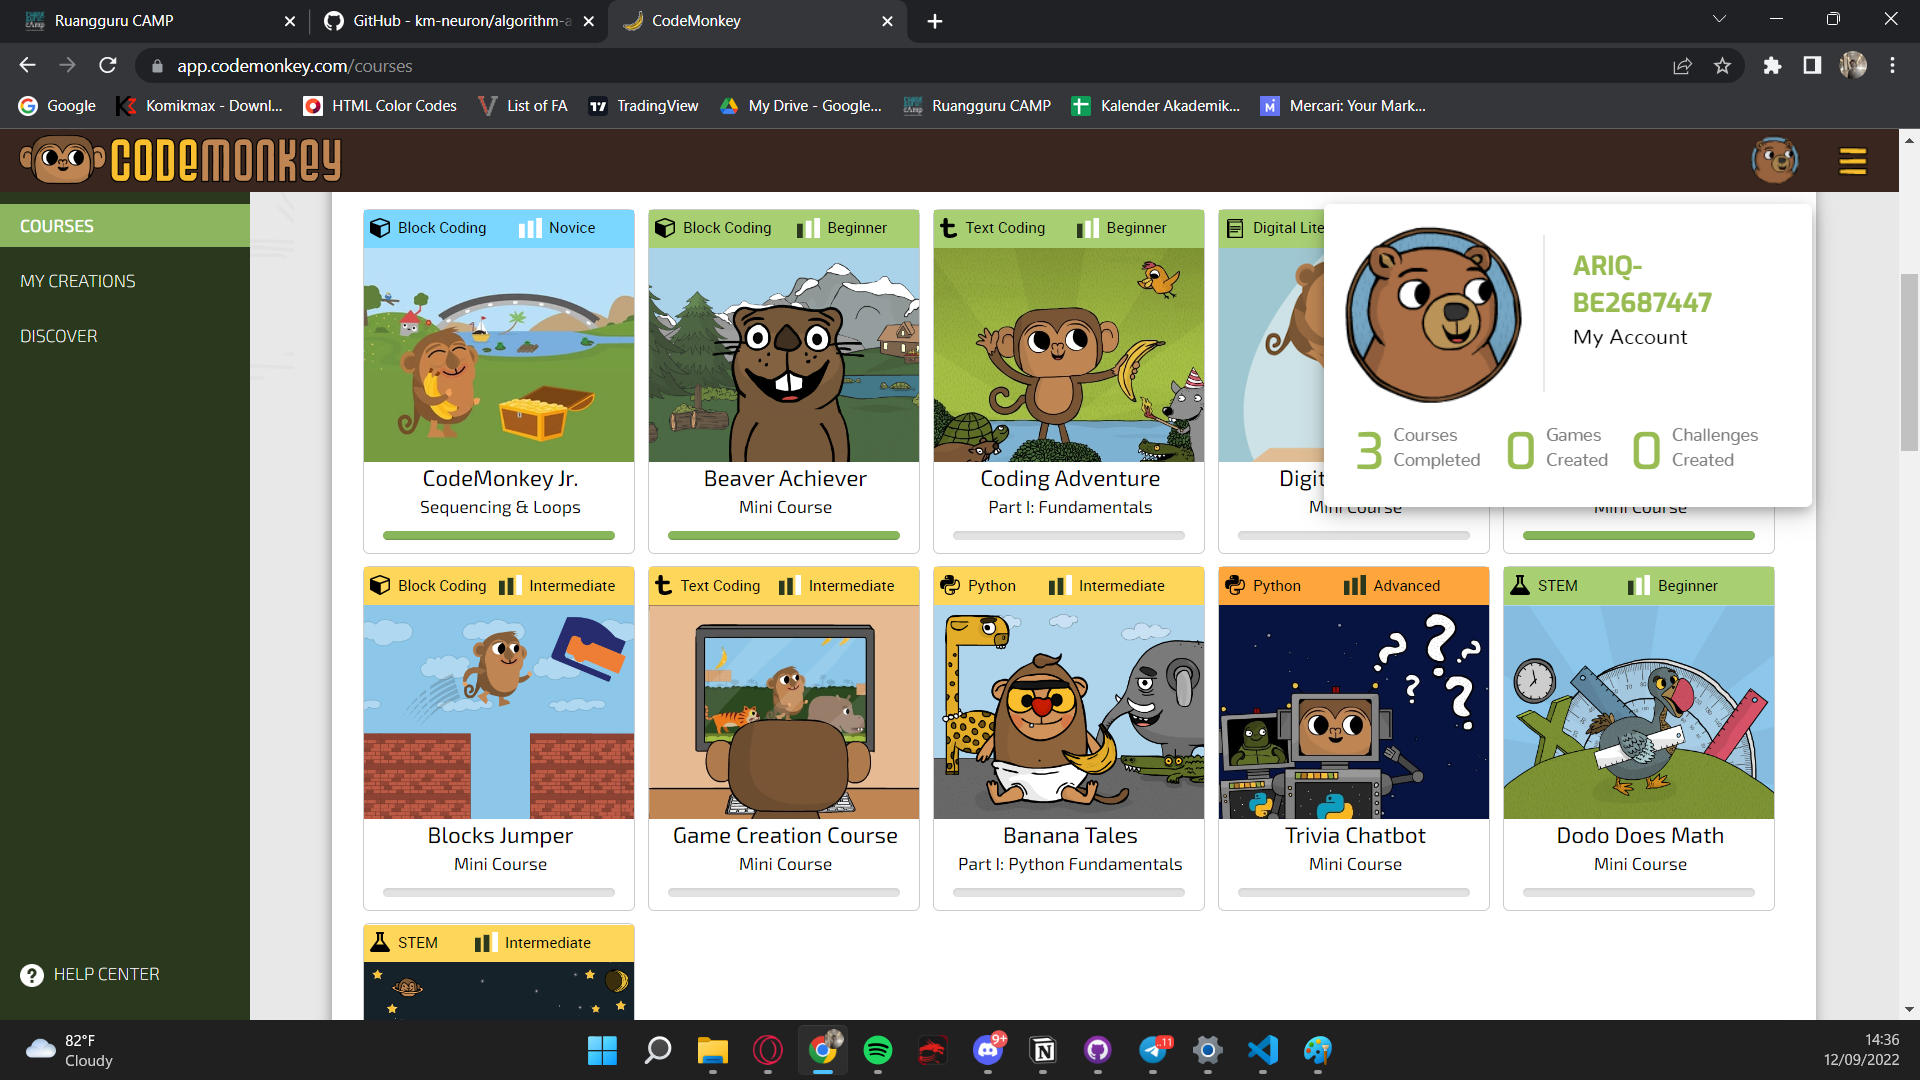 Ruangguru CAMP
GitHub - km-neuron/algorithm-a
CodeMonkey
app.codemonkey.com/courses
Google
Komikmax - Downl...
HTML Color Codes
List of FA
TradingView
My Drive - Google...
Ruangguru CAMP
Kalender Akademik...
Mercari: Your Mark...
CODEMONKEY
COURSES
MY CREATIONS
DISCOVER
HELP CENTER
Block Coding Novice
CodeMonkey Jr.
Sequencing & Loops
Block Coding Beginner
Beaver Achiever
Mini Course
Text Coding Beginner
Coding Adventure
Part I: Fundamentals
Digital Lite
Digit
Mini Course
Mini Course
ARIQ-
BE2687447
My Account
3 Courses
Completed
0 Games
Created
0 Challenges
Created
Block Coding Intermediate
Blocks Jumper
Mini Course
Text Coding Intermediate
Game Creation Course
Mini Course
Python Intermediate
Banana Tales
Part I: Python Fundamentals
Python Advanced
Trivia Chatbot
Mini Course
STEM Beginner
Dodo Does Math
Mini Course
STEM Intermediate
82°F
Cloudy
9+
11
14:36
12/09/2022